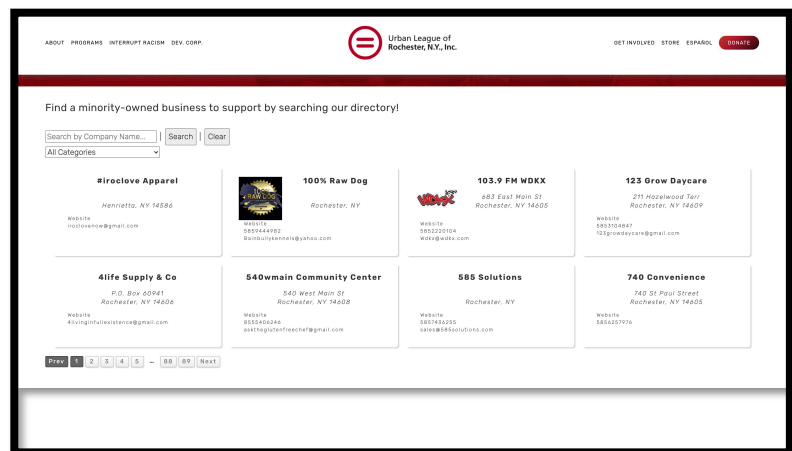 ABOUT PROGRAMS INTERRUPT RACISM DEV. CORP.
Urban League of
Rochester, N.Y., Inc.
GET INVOLVED STORE ESPAÑOL DONATE
Find a minority-owned business to support by searching our directory!
Search by Company Name... | Search | Clear
All Categories
#iroclove Apparel
Henrietta, NY 14586
Website
iroclovenow@gmail.com
RAW DOG
100% Raw Dog
Rochester, NY
Website
5859444982
Bainbullykennels@yahoo.com
WDKX
103.9 FM WDKX
683 East Main St
Rochester, NY 14605
Website
5852220104
Wdkx@wdkx.com
123 Grow Daycare
211 Hazelwood Terr
Rochester, NY 14609
Website
5853104847
123growdaycare@gmail.com
4life Supply & Co
P.O. Box 60941
Rochester, NY 14606
Website
4livinginfullexistence@gmail.com
540wmain Community Center
540 West Main St
Rochester, NY 14608
Website
8555406246
asktheglutenfreechef@gmail.com
585 Solutions
Rochester, NY
Website
5857436255
sales@585solutions.com
740 Convenience
740 St Paul Street
Rochester, NY 14605
Website
5856257976
Prev 1 2 3 4 5 … 88 89 Next